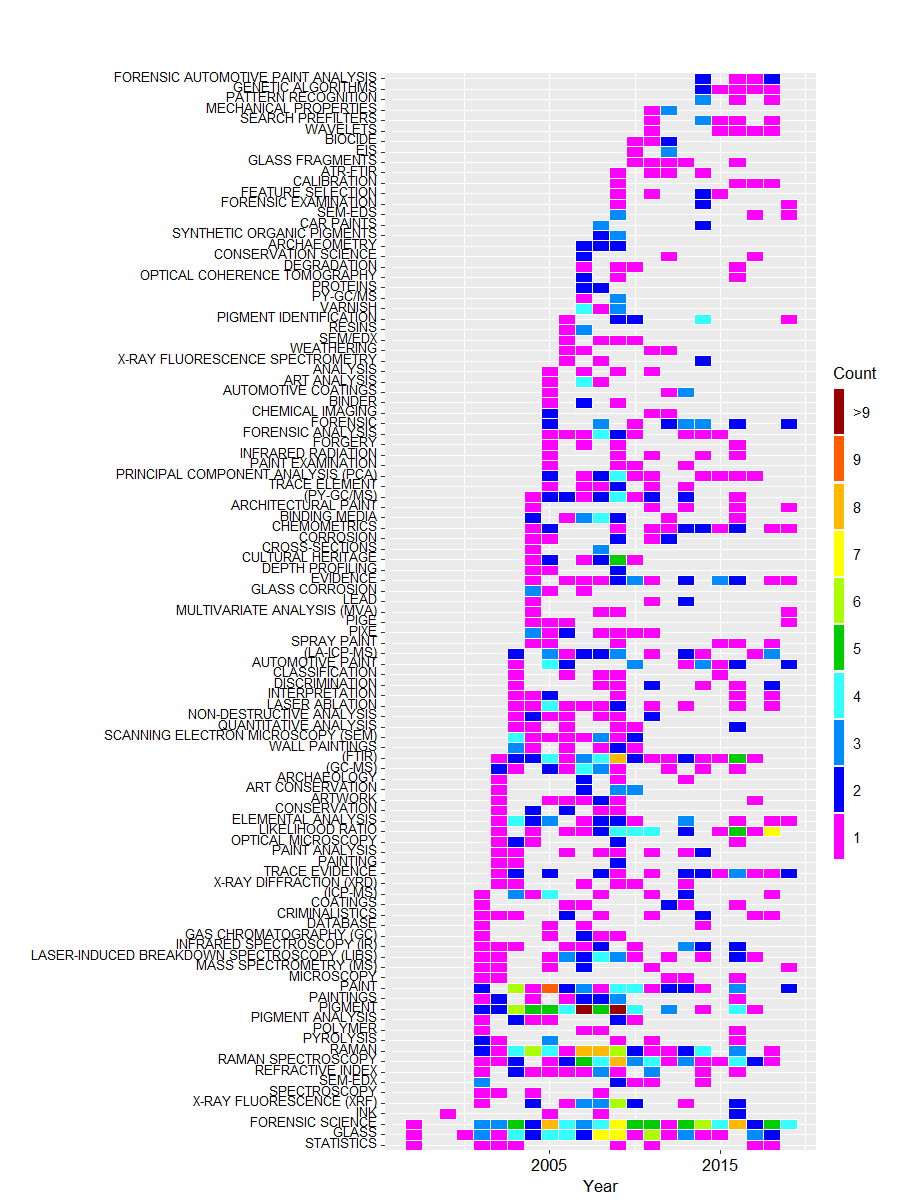 FORENSIC AUTOMOTIVE PAINT ANALYSIS
GENETIC ALGORITHMS
PATTERN RECOGNITION
MECHANICAL PROPERTIES
SEARCH PREFILTERS
WAVELETS
BIOCIDE
EIS
GLASS FRAGMENTS
ATR-FTIR
CALIBRATION
FEATURE SELECTION
FORENSIC EXAMINATION
SEM-EDS
CAR PAINTS
SYNTHETIC ORGANIC PIGMENTS
ARCHAEOMETRY
CONSERVATION SCIENCE
DEGRADATION
OPTICAL COHERENCE TOMOGRAPHY
PROTEINS
PY-GC/MS
VARNISH
PIGMENT IDENTIFICATION
RESINS
SEM/EDX
WEATHERING
X-RAY FLUORESCENCE SPECTROMETRY
ANALYSIS
ART ANALYSIS
AUTOMOTIVE COATINGS
BINDER
CHEMICAL IMAGING
FORENSIC
FORENSIC ANALYSIS
FORGERY
INFRARED RADIATION
PAINT EXAMINATION
PRINCIPAL COMPONENT ANALYSIS (PCA)
TRACE ELEMENT
(PY-GC/MS)
ARCHITECTURAL PAINT
BINDING MEDIA
CHEMOMETRICS
CORROSION
CROSS-SECTIONS
CULTURAL HERITAGE
DEPTH PROFILING
EVIDENCE
GLASS CORROSION
LEAD
MULTIVARIATE ANALYSIS (MVA)
PIGE
PIXE
SPRAY PAINT
(LA-ICP-MS)
AUTOMOTIVE PAINT
CLASSIFICATION
DISCRIMINATION
INTERPRETATION
LASER ABLATION
NON-DESTRUCTIVE ANALYSIS
QUANTITATIVE ANALYSIS
SCANNING ELECTRON MICROSCOPY (SEM)
WALL PAINTINGS
(FTIR)
(GC-MS)
ARCHAEOLOGY
ART CONSERVATION
ARTWORK
CONSERVATION
ELEMENTAL ANALYSIS
LIKELIHOOD RATIO
OPTICAL MICROSCOPY
PAINT ANALYSIS
PAINTING
TRACE EVIDENCE
X-RAY DIFFRACTION (XRD)
(ICP-MS)
COATINGS
CRIMINALISTICS
DATABASE
GAS CHROMATOGRAPHY (GC)
INFRARED SPECTROSCOPY (IR)
LASER-INDUCED BREAKDOWN SPECTROSCOPY (LIBS)
MASS SPECTROMETRY (MS)
MICROSCOPY
PAINT
PAINTINGS
PIGMENT
PIGMENT ANALYSIS
POLYMER
PYROLYSIS
RAMAN
RAMAN SPECTROSCOPY
REFRACTIVE INDEX
SEM-EDX
SPECTROSCOPY
X-RAY FLUORESCENCE (XRF)
INK
FORENSIC SCIENCE
GLASS
STATISTICS
2005 2015
Year
Count
>9
9
8
7
6
5
4
3
2
1